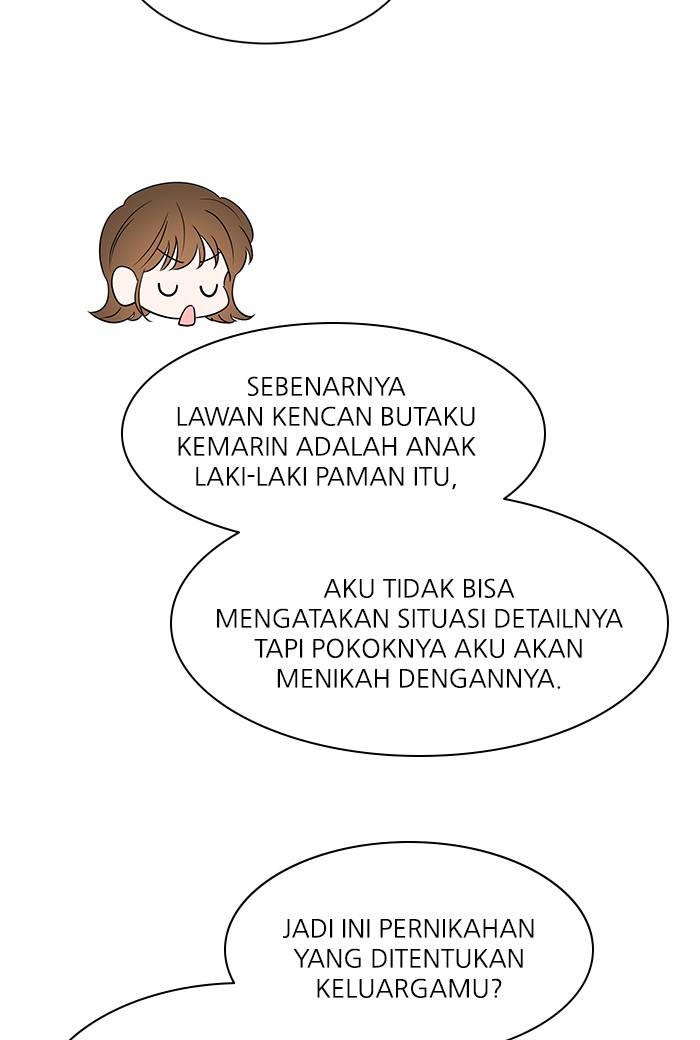 SEBENARNYA
LAWAN KENCAN BUTAKU
KEMARIN ADALAH ANAK
LAKI-LAKI PAMAN ITU,
AKU TIDAK BISA
MENGATAKAN SITUASI DETAILNYA
TAPI POKOKNYA AKU AKAN
MENIKAH DENGANNYA.
JADI INI PERNIKAHAN
YANG DITENTUKAN
KELUARGAMU?